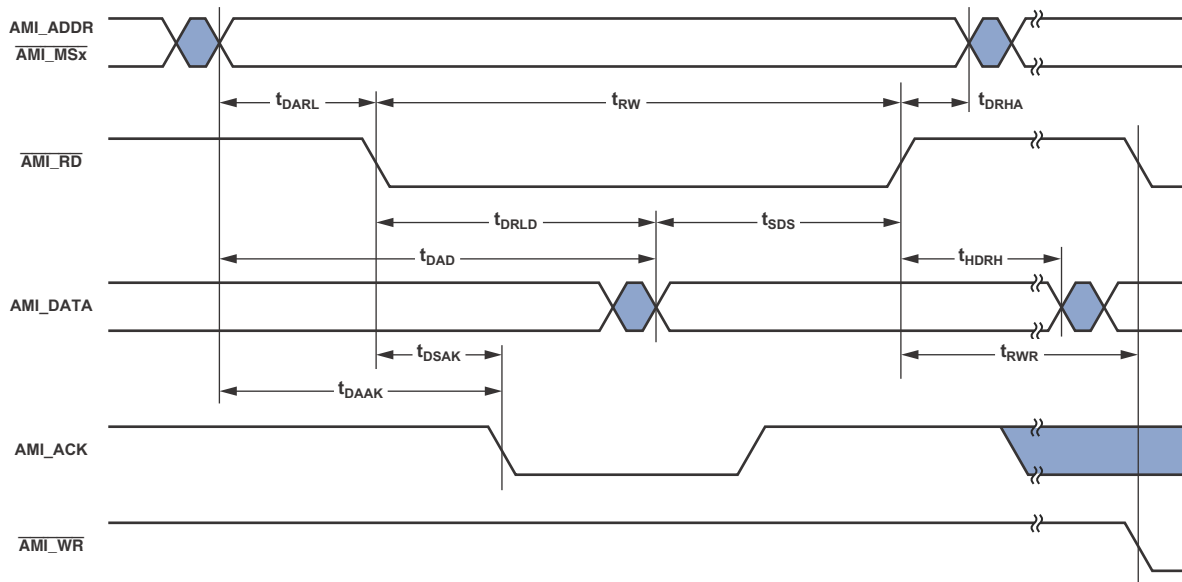 AMI_ADDR
AMI_MSx
tDARL
tRW
tDRHA
AMI_RD
tDRLD
tSDS
tDAD
tHDRH
AMI_DATA
tDSAK
tRWR
tDAAK
AMI_ACK
AMI_WR